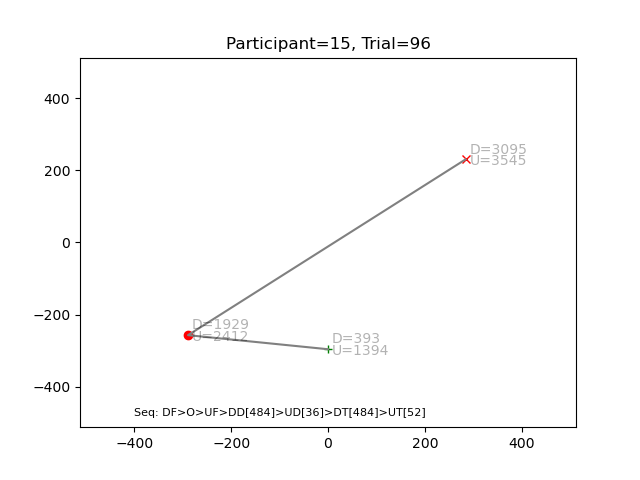 Participant=15, Trial=96
400
200
0
−200
−400
D=3095
U=3545
D=1929
U=2412
D=393
U=1394
Seq: DF>O>UF>DD[484]>UD[36]>DT[484]>UT[52]
−400 −200 0 200 400